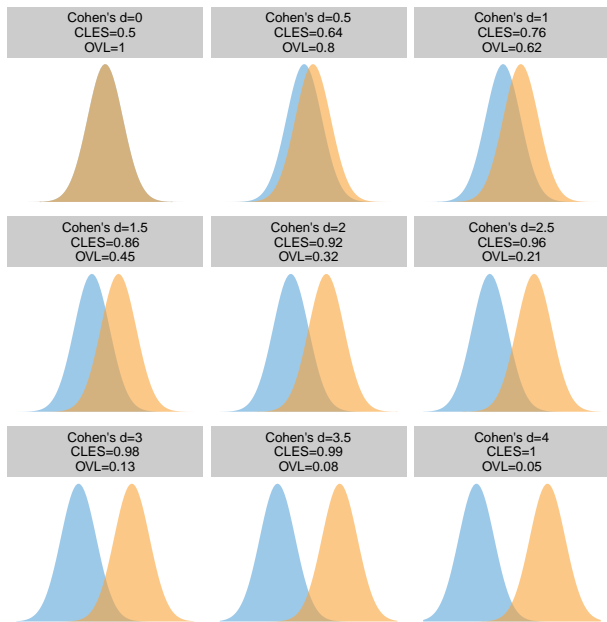 Cohen's d=0
CLES=0.5
OVL=1
Cohen's d=0.5
CLES=0.64
OVL=0.8
Cohen's d=1
CLES=0.76
OVL=0.62
Cohen's d=1.5
CLES=0.86
OVL=0.45
Cohen's d=2
CLES=0.92
OVL=0.32
Cohen's d=2.5
CLES=0.96
OVL=0.21
Cohen's d=3
CLES=0.98
OVL=0.13
Cohen's d=3.5
CLES=0.99
OVL=0.08
Cohen's d=4
CLES=1
OVL=0.05